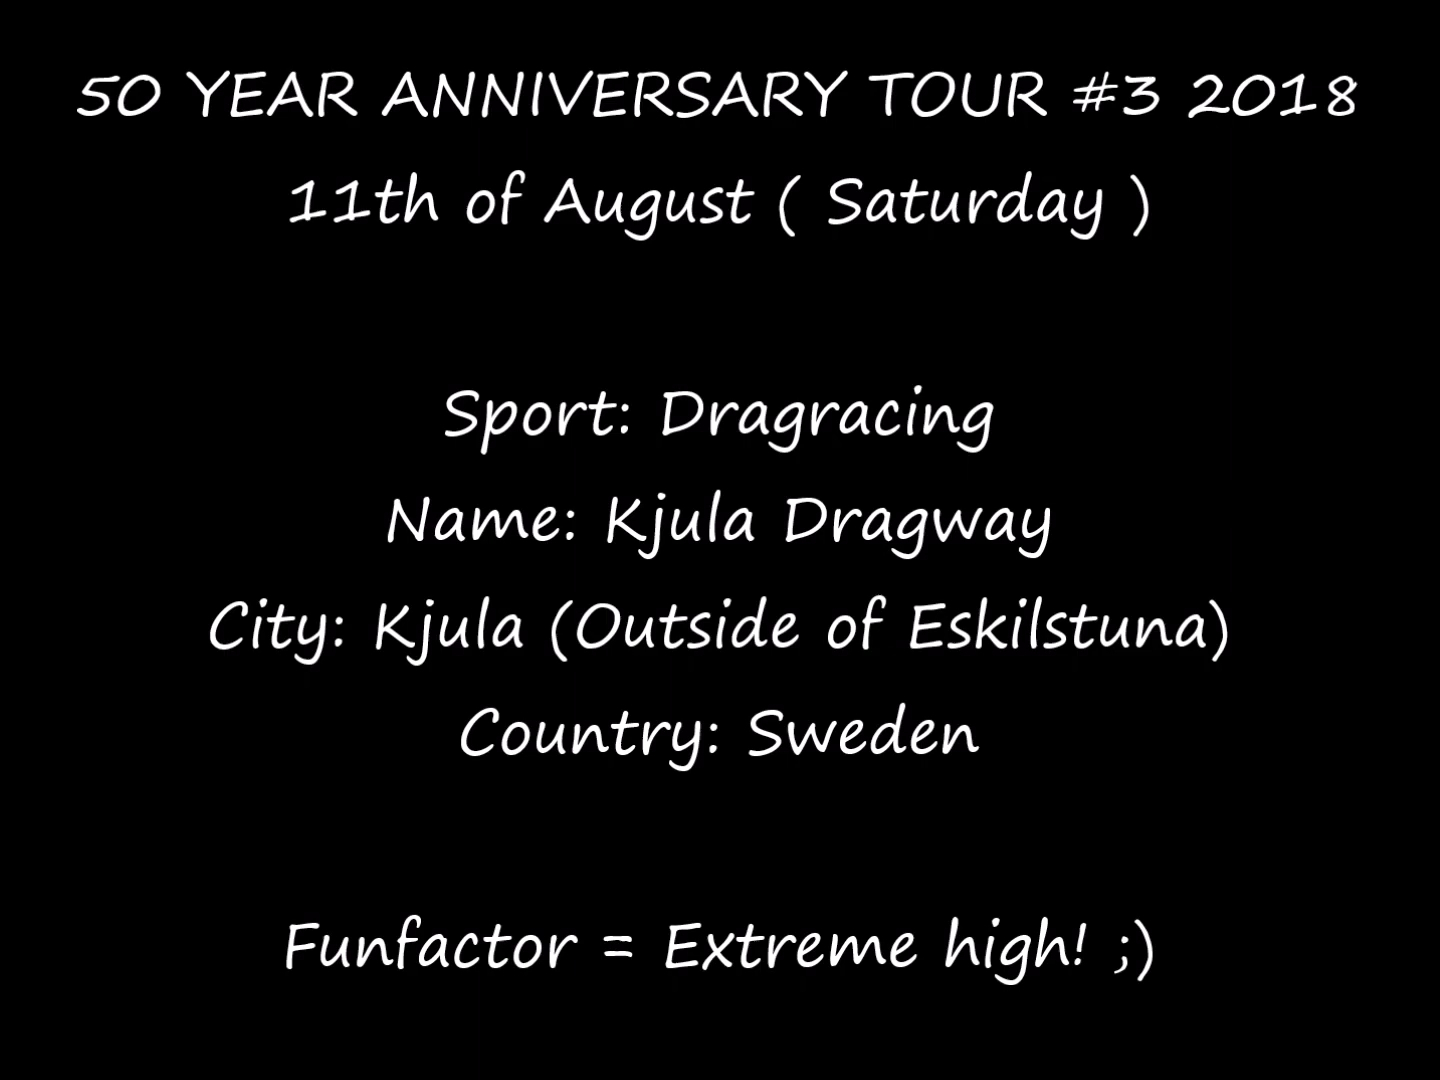 50 YEAR ANNIVERSARY TOUR #3 2018
11th of August ( Saturday )
Sport: Dragracing
Name: Kjula Dragway
City: Kjula (Outside of Eskilstuna)
Country: Sweden
Funfactor = Extreme high! ;)